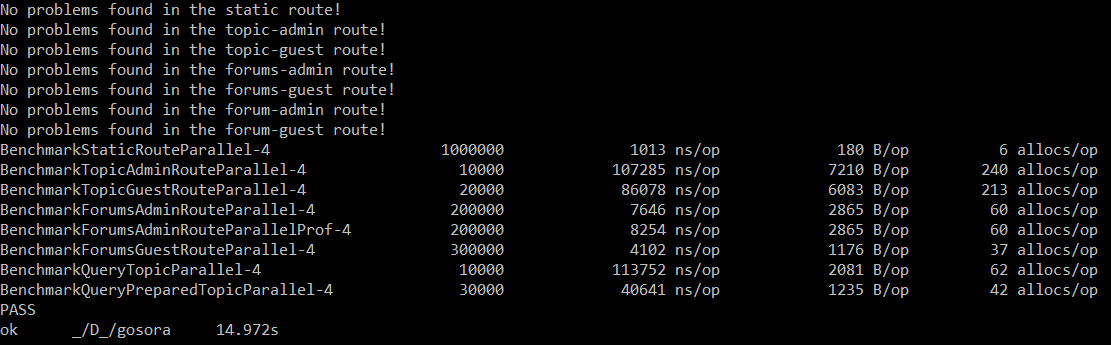 No problems found in the static route!
No problems found in the topic-admin route!
No problems found in the topic-guest route!
No problems found in the forums-admin route!
No problems found in the forums-guest route!
No problems found in the forum-admin route!
No problems found in the forum-guest route!
BenchmarkStaticRouteParallel-4 1000000 1013 ns/op 180 B/op 6 allocs/op
BenchmarkTopicAdminRouteParallel-4 10000 107285 ns/op 7210 B/op 240 allocs/op
BenchmarkTopicGuestRouteParallel-4 20000 86078 ns/op 6083 B/op 213 allocs/op
BenchmarkForumsAdminRouteParallel-4 200000 7646 ns/op 2865 B/op 60 allocs/op
BenchmarkForumsAdminRouteParallelProf-4 200000 8254 ns/op 2865 B/op 60 allocs/op
BenchmarkForumsGuestRouteParallel-4 300000 4102 ns/op 1176 B/op 37 allocs/op
BenchmarkQueryTopicParallel-4 10000 113752 ns/op 2081 B/op 62 allocs/op
BenchmarkQueryPreparedTopicParallel-4 30000 40641 ns/op 1235 B/op 42 allocs/op
PASS
ok _/D_/gosora 14.972s